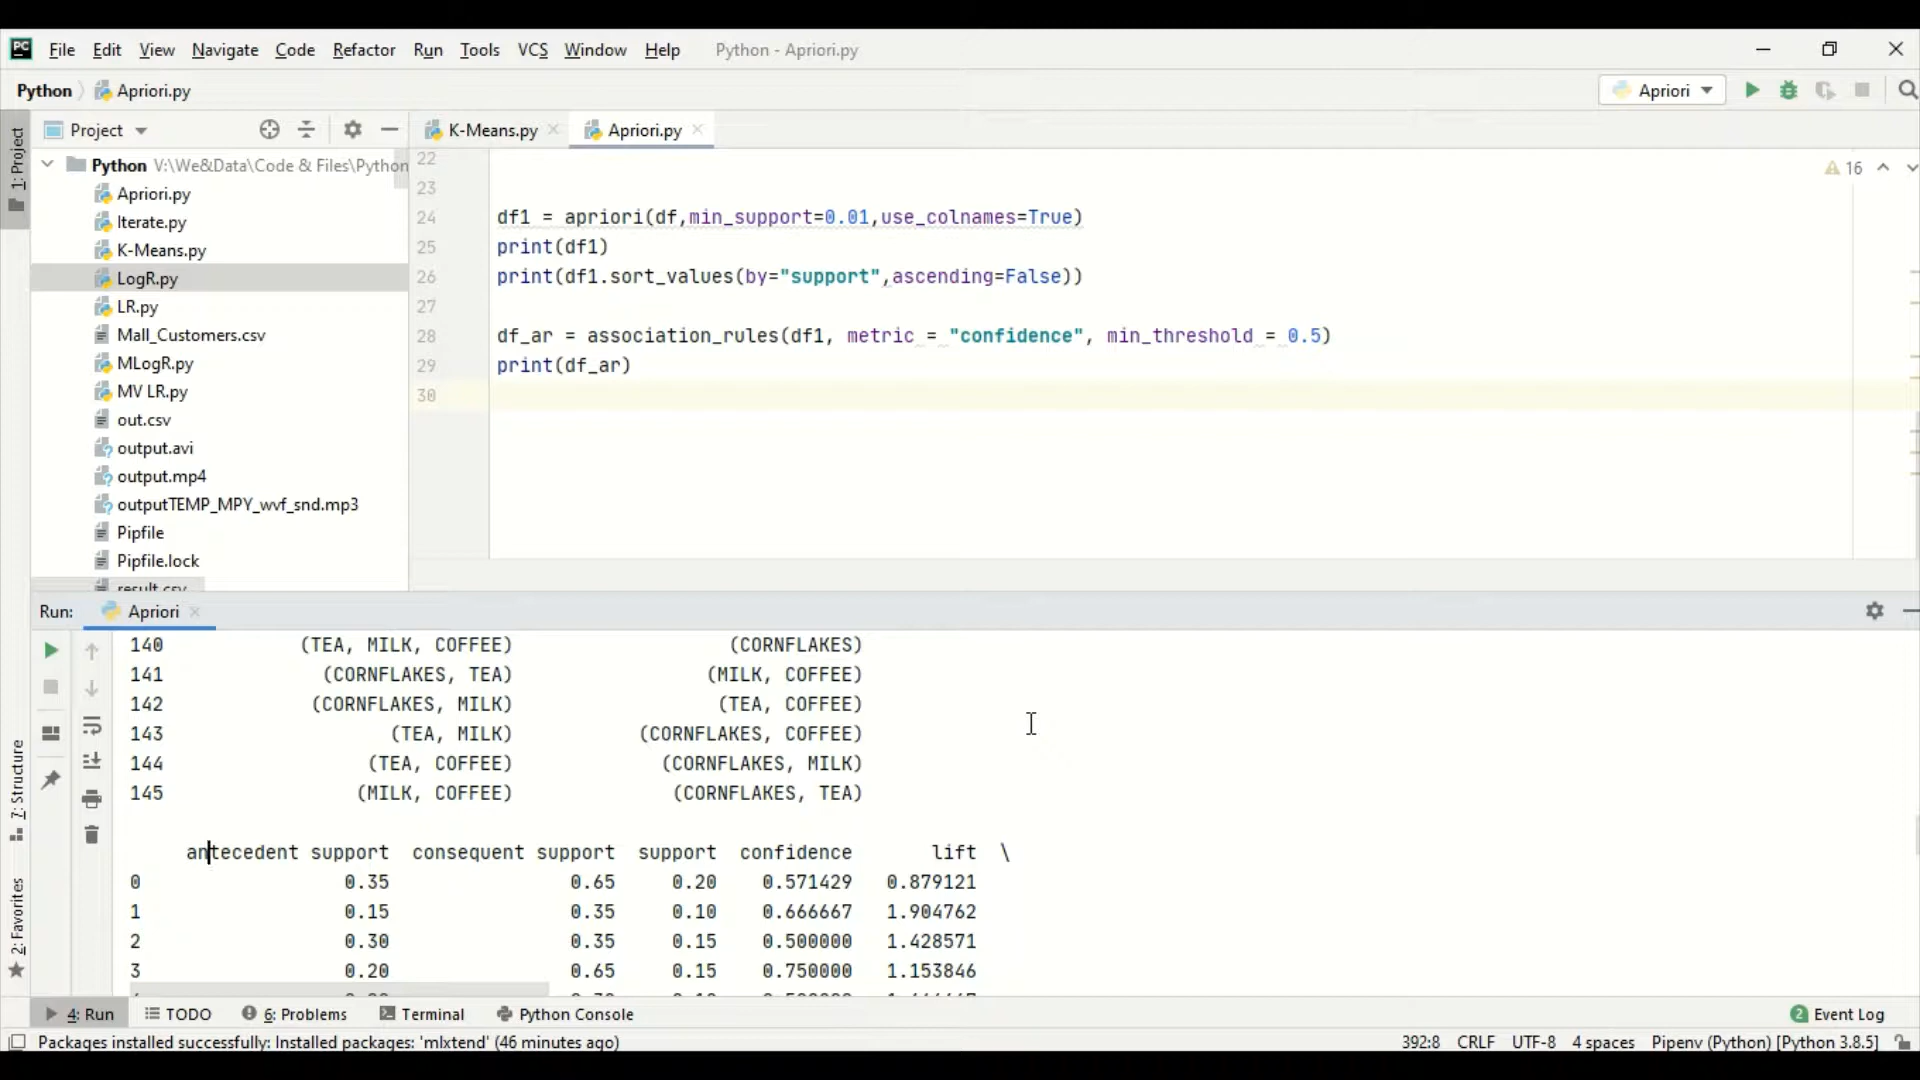 PC File Edit View Navigate Code Refactor Run Tools VCS Window Help Python - Apriori.py
Python Apriori.py Apriori
1: Project
Project K-Means.py Apriori.py
Python V:\We&Data\Code & Files\Python
Apriori.py
Iterate.py
K-Means.py
LogR.py
LR.py
Mall_Customers.csv
MLogR.py
MV LR.py
out.csv
output.avi
output.mp4
outputTEMP_MPY_wvf_snd.mp3
Pipfile
Pipfile.lock
result.csv
16
22
23
24 df1 = apriori(df,min_support=0.01,use_colnames=True)
25 print(df1)
26 print(df1.sort_values(by="support",ascending=False))
27
28 df_ar = association_rules(df1, metric = "confidence", min_threshold = 0.5)
29 print(df_ar)
30
Run: Apriori
140 (TEA, MILK, COFFEE) (CORNFLAKES)
141 (CORNFLAKES, TEA) (MILK, COFFEE)
142 (CORNFLAKES, MILK) (TEA, COFFEE)
143 (TEA, MILK) (CORNFLAKES, COFFEE)
144 (TEA, COFFEE) (CORNFLAKES, MILK)
145 (MILK, COFFEE) (CORNFLAKES, TEA)
antecedent support consequent support support confidence lift \
0 0.35 0.65 0.20 0.571429 0.879121
1 0.15 0.35 0.10 0.666667 1.904762
2 0.30 0.35 0.15 0.500000 1.428571
3 0.20 0.65 0.15 0.750000 1.153846
7: Structure
2: Favorites
4: Run TODO 6: Problems Terminal Python Console 2 Event Log
Packages installed successfully: Installed packages: 'mlxtend' (46 minutes ago) 392:8 CRLF UTF-8 4 spaces Pipenv (Python) [Python 3.8.5]